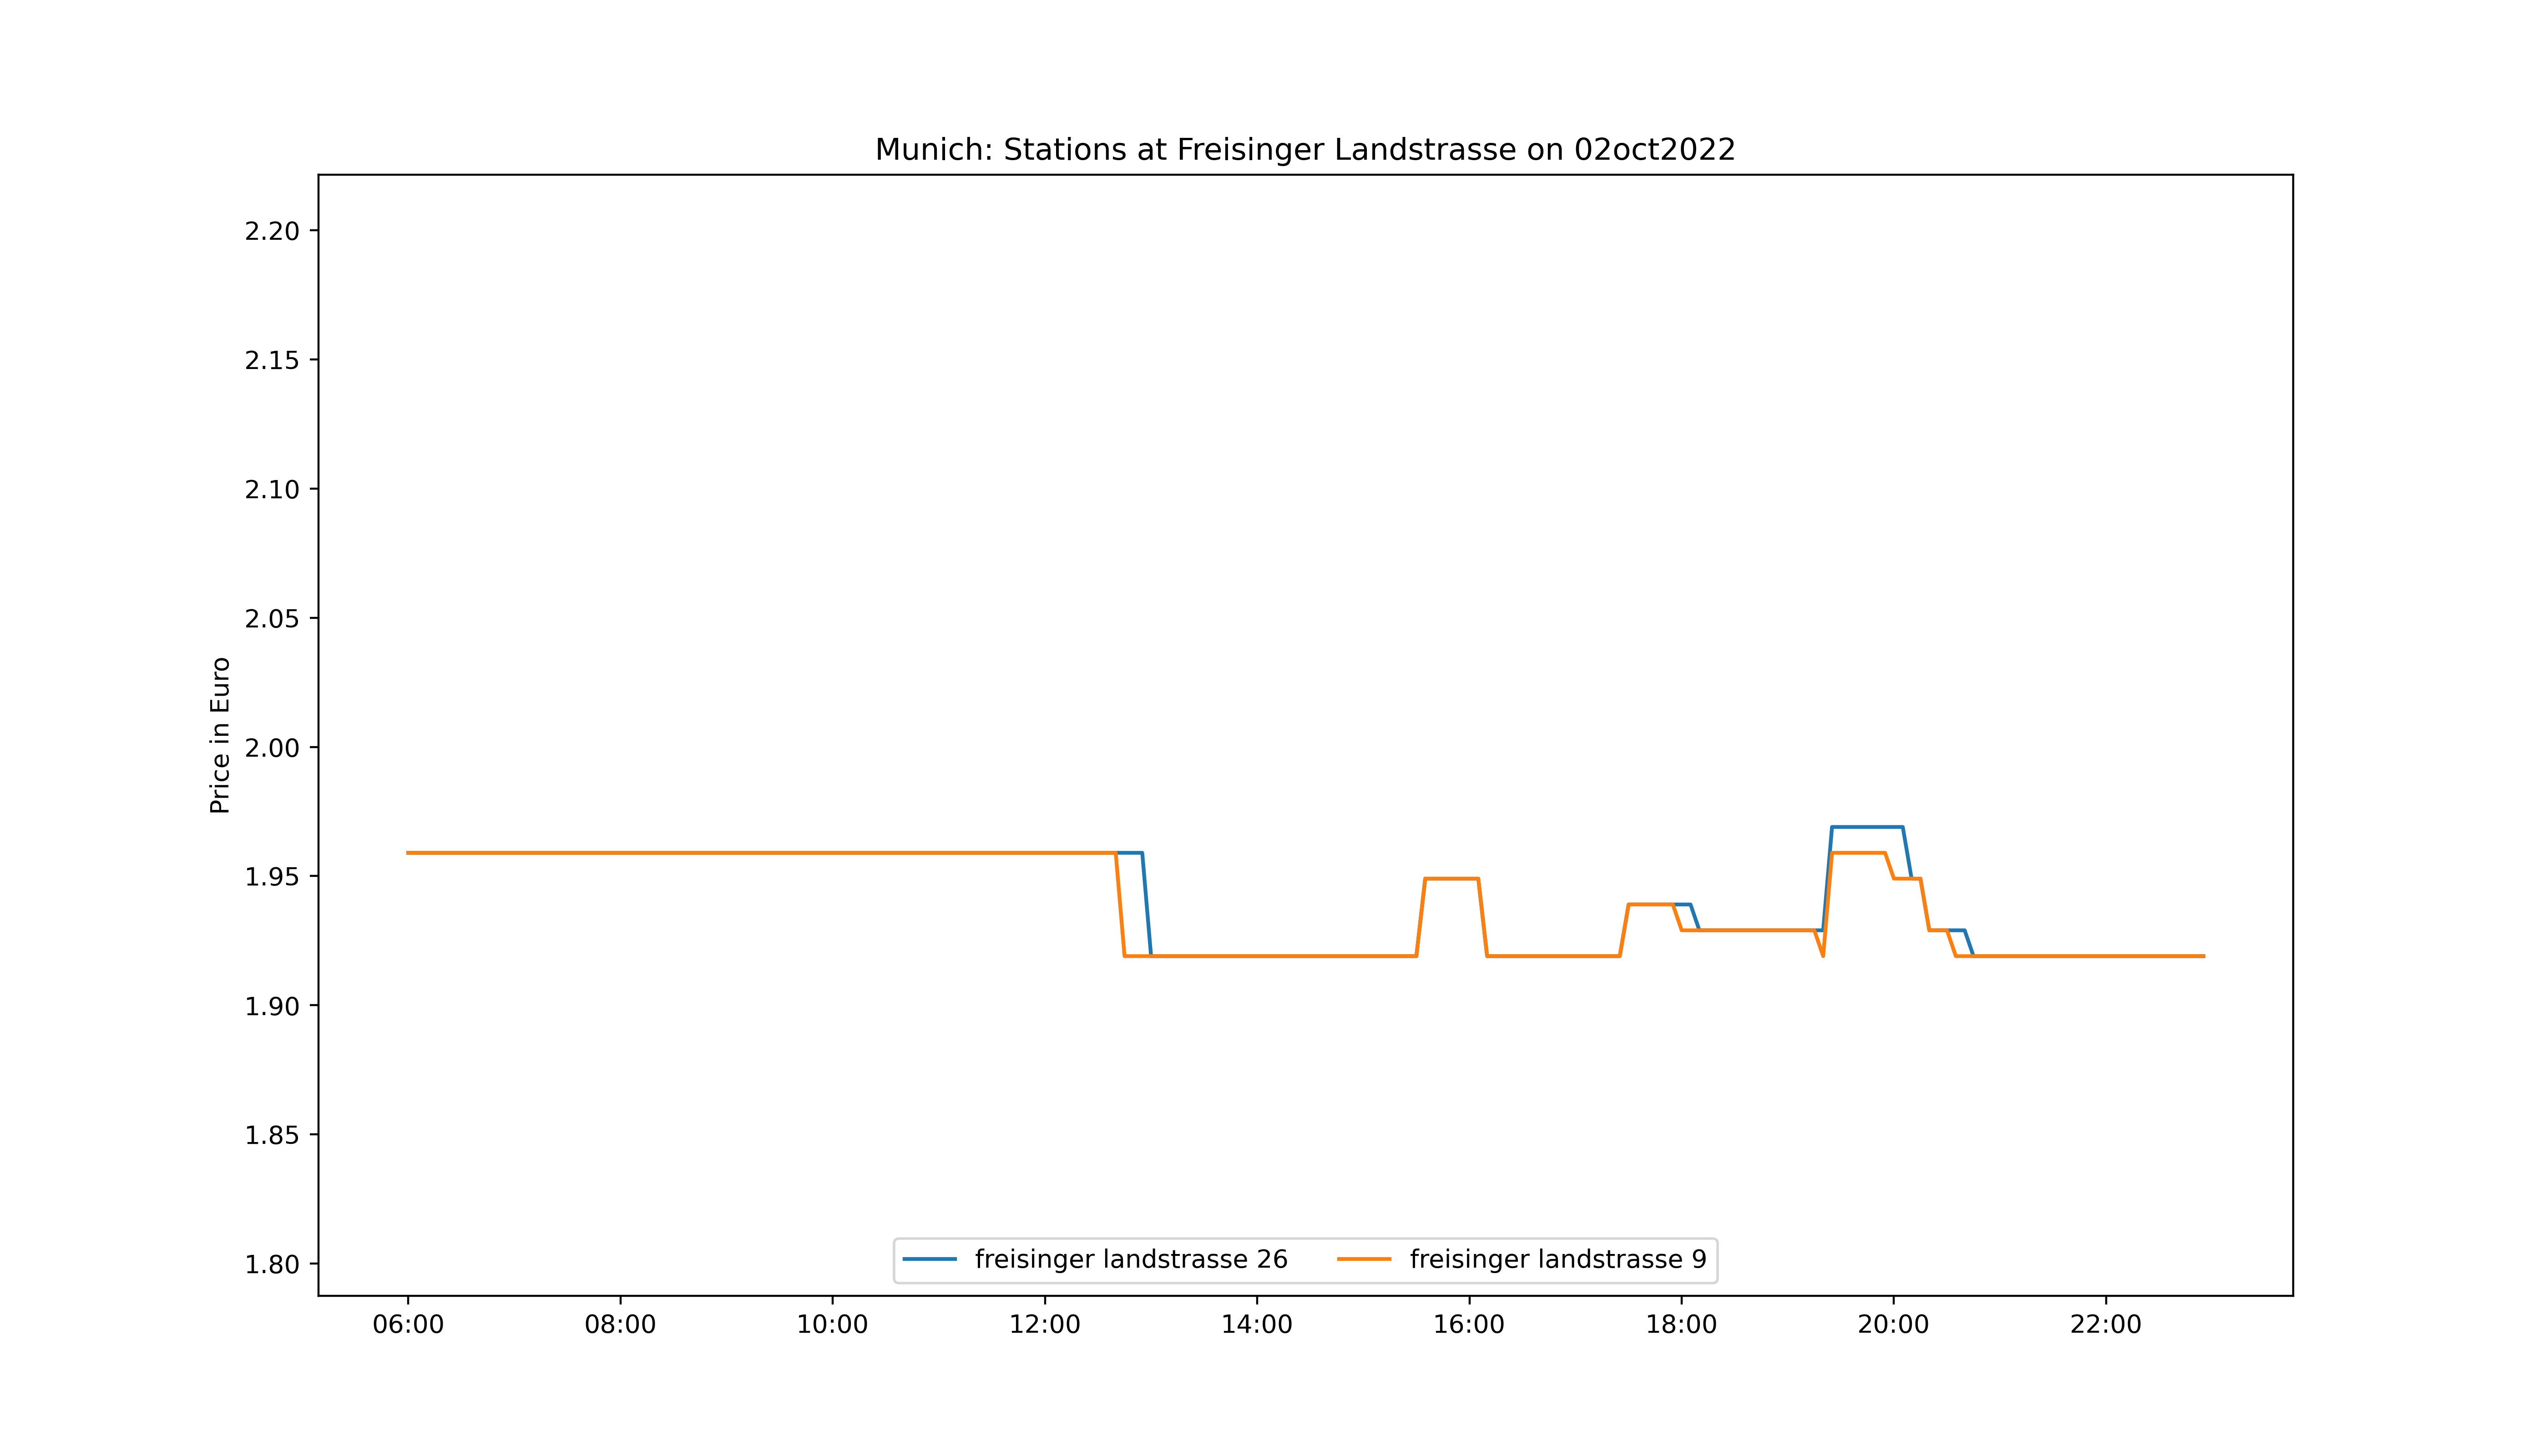 Munich: Stations at Freisinger Landstrasse on 02oct2022
Price in Euro
2.20
2.15
2.10
2.05
2.00
1.95
1.90
1.85
1.80
freisinger landstrasse 26 freisinger landstrasse 9
06:00 08:00 10:00 12:00 14:00 16:00 18:00 20:00 22:00